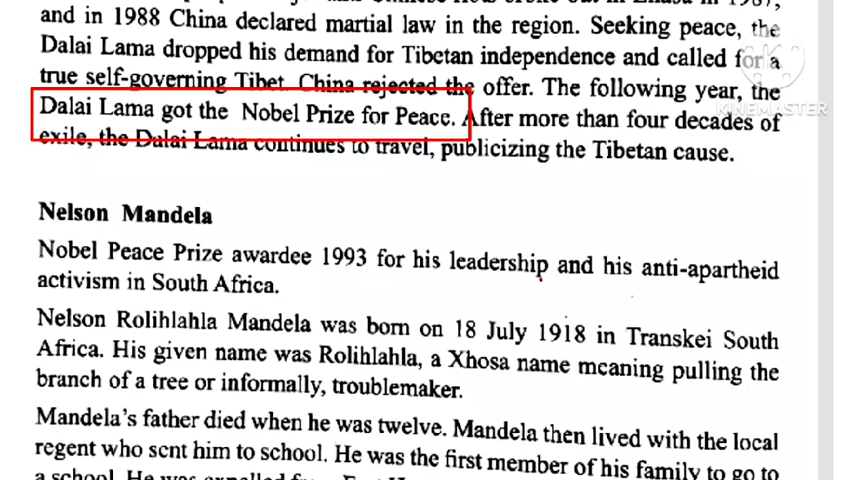 and in 1988 China declared martial law in the region. Seeking peace, the
Dalai Lama dropped his demand for Tibetan independence and called for a
true self-governing Tibet. China rejected the offer. The following year, the
Dalai Lama got the Nobel Prize for Peace. After more than four decades of
exile, the Dalai Lama continues to travel, publicizing the Tibetan cause.
KINEMASTER
Nelson Mandela
Nobel Peace Prize awardee 1993 for his leadership and his anti-apartheid
activism in South Africa.
Nelson Rolihlahla Mandela was born on 18 July 1918 in Transkei South
Africa. His given name was Rolihlahla, a Xhosa name meaning pulling the
branch of a tree or informally, troublemaker.
Mandela's father died when he was twelve. Mandela then lived with the local
regent who sent him to school. He was the first member of his family to go to
a school. He was expelled from